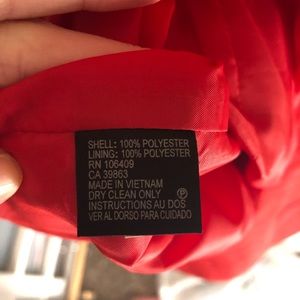 SHELL: 100% POLYESTER
LINING: 100% POLYESTER
RN 106409
CA 39863
MADE IN VIETNAM
DRY CLEAN ONLY Ⓟ
INSTRUCTIONS AU DOS
VER AL DORSO PARA CUIDADO